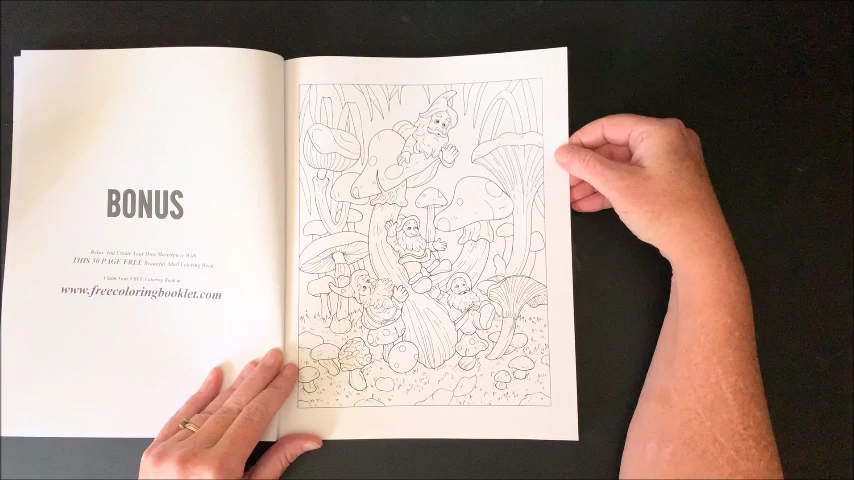 BONUS
Relax And Create Your Own Masterpiece With
THIS 50 PAGE FREE Beautiful Adult Coloring Book
Claim Your FREE Coloring Book at
www.freecoloringbooklet.com